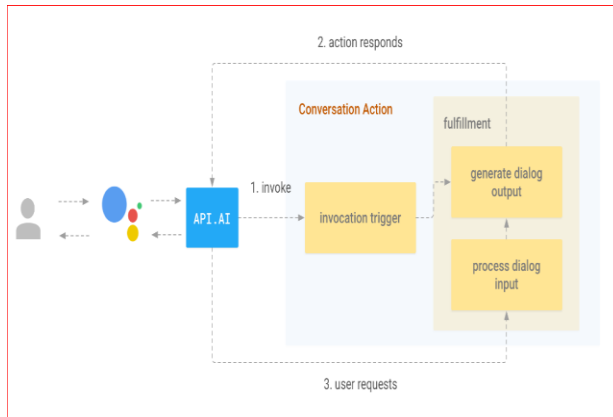 2. action responds
Conversation Action
fulfillment
1. invoke
generate dialog
output
API.AI
invocation trigger
process dialog
input
3. user requests